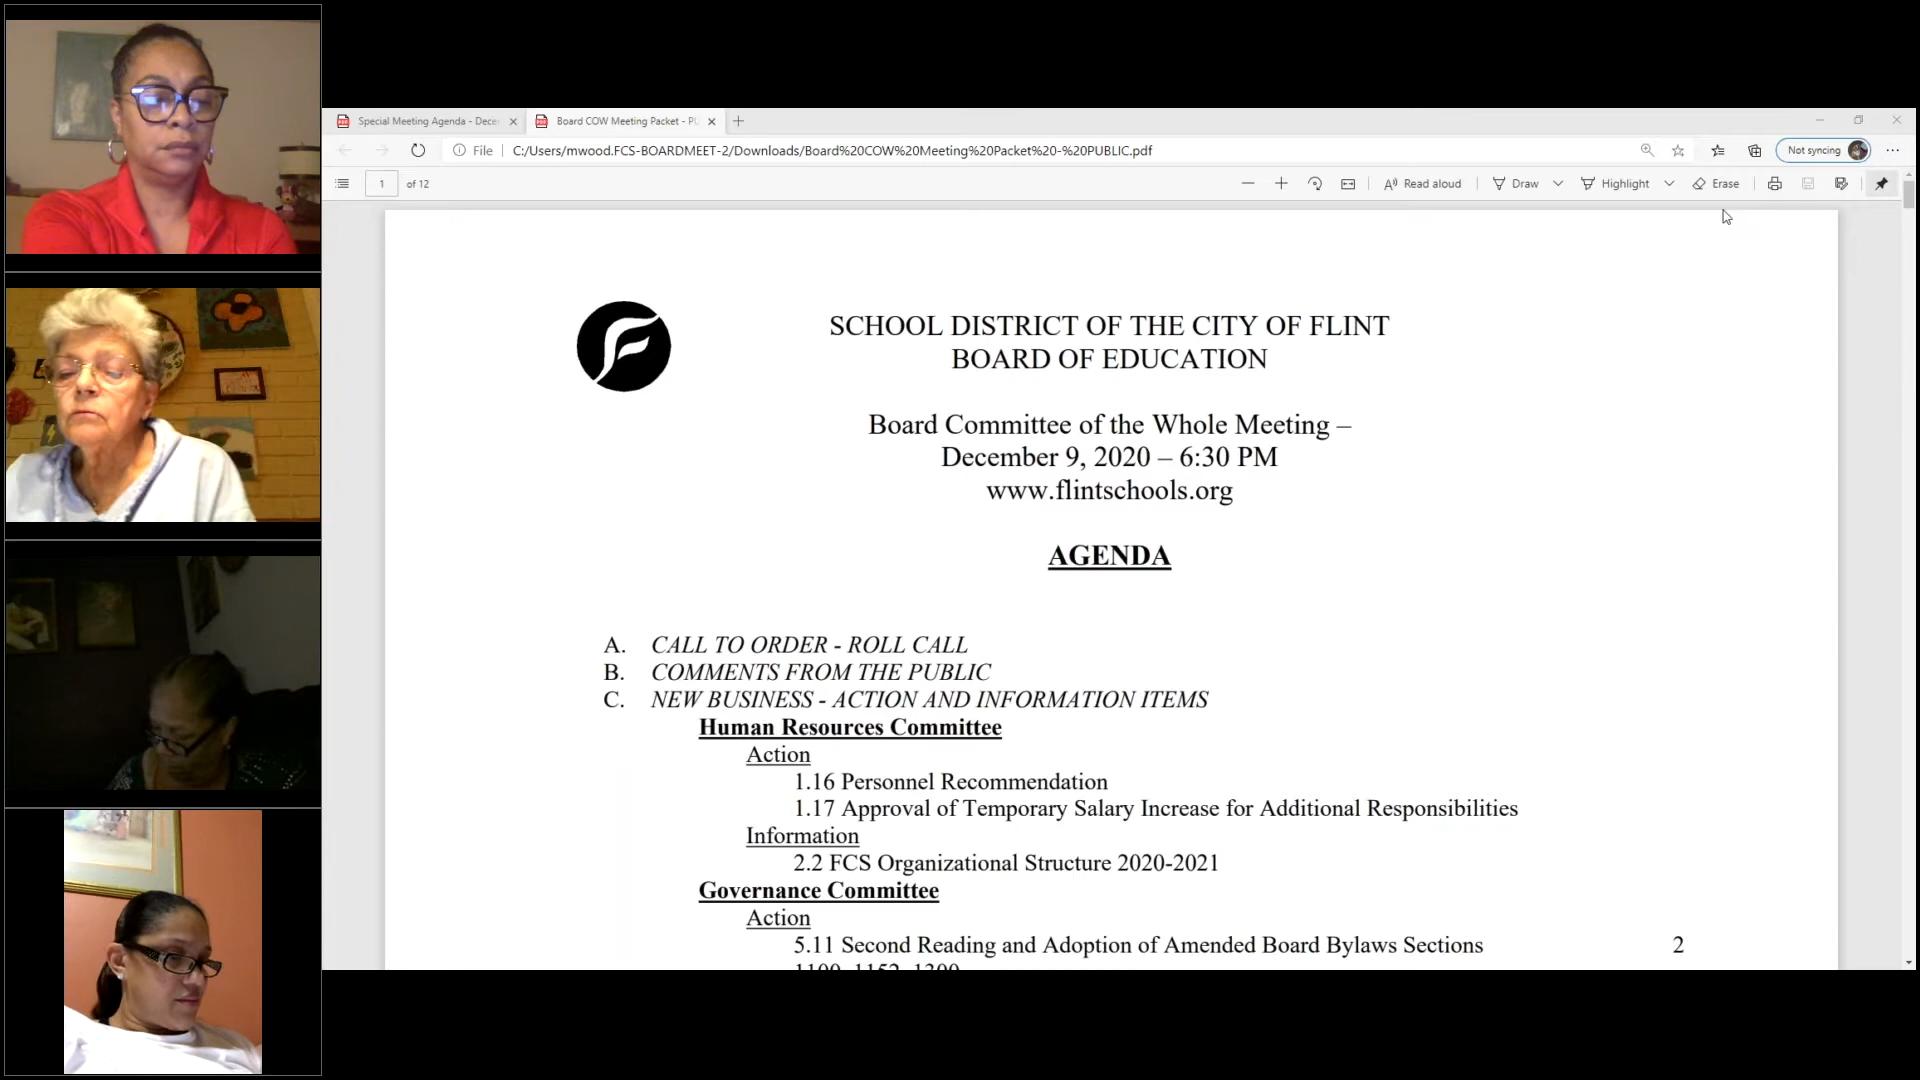 Special Meeting Agenda - Dece
Board COW Meeting Packet - PU
File
C:/Users/mwood.FCS-BOARDMEET-2/Downloads/Board%20COW%20Meeting%20Packet%20-%20PUBLIC.pdf
Not syncing
1 of 12
Read aloud
Draw
Highlight
Erase
SCHOOL DISTRICT OF THE CITY OF FLINT
BOARD OF EDUCATION
Board Committee of the Whole Meeting –
December 9, 2020 – 6:30 PM
www.flintschools.org
AGENDA
A. CALL TO ORDER - ROLL CALL
B. COMMENTS FROM THE PUBLIC
C. NEW BUSINESS - ACTION AND INFORMATION ITEMS
Human Resources Committee
Action
1.16 Personnel Recommendation
1.17 Approval of Temporary Salary Increase for Additional Responsibilities
Information
2.2 FCS Organizational Structure 2020-2021
Governance Committee
Action
5.11 Second Reading and Adoption of Amended Board Bylaws Sections 2
1100, 1152, 1300